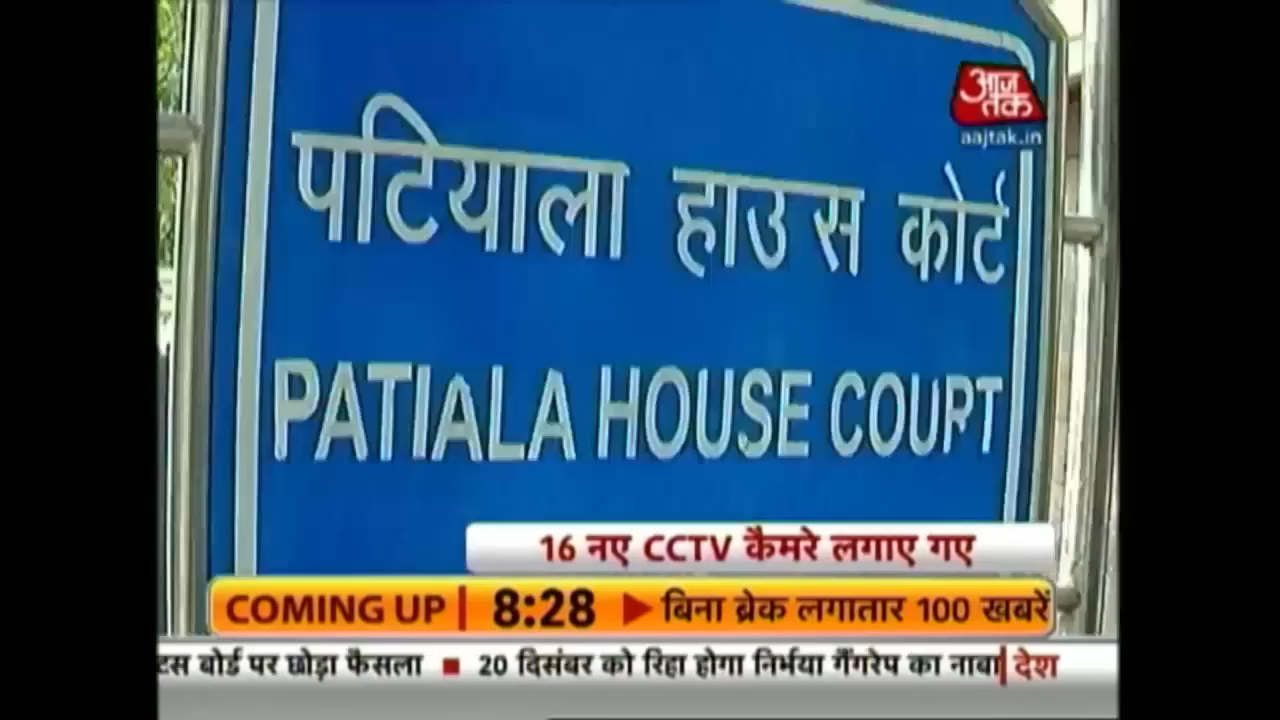 आज
तक
aajtak.in
पटियाला हाउस कोर्ट
PATIALA HOUSE COURT
16 नए CCTV कैमरे लगाए गए
COMING UP 8:28 बिना ब्रेक लगातार 100 खबरें
बोर्ड पर छोड़ा फैसला 20 दिसंबर को रिहा होगा निर्भया गैंगरेप का देश